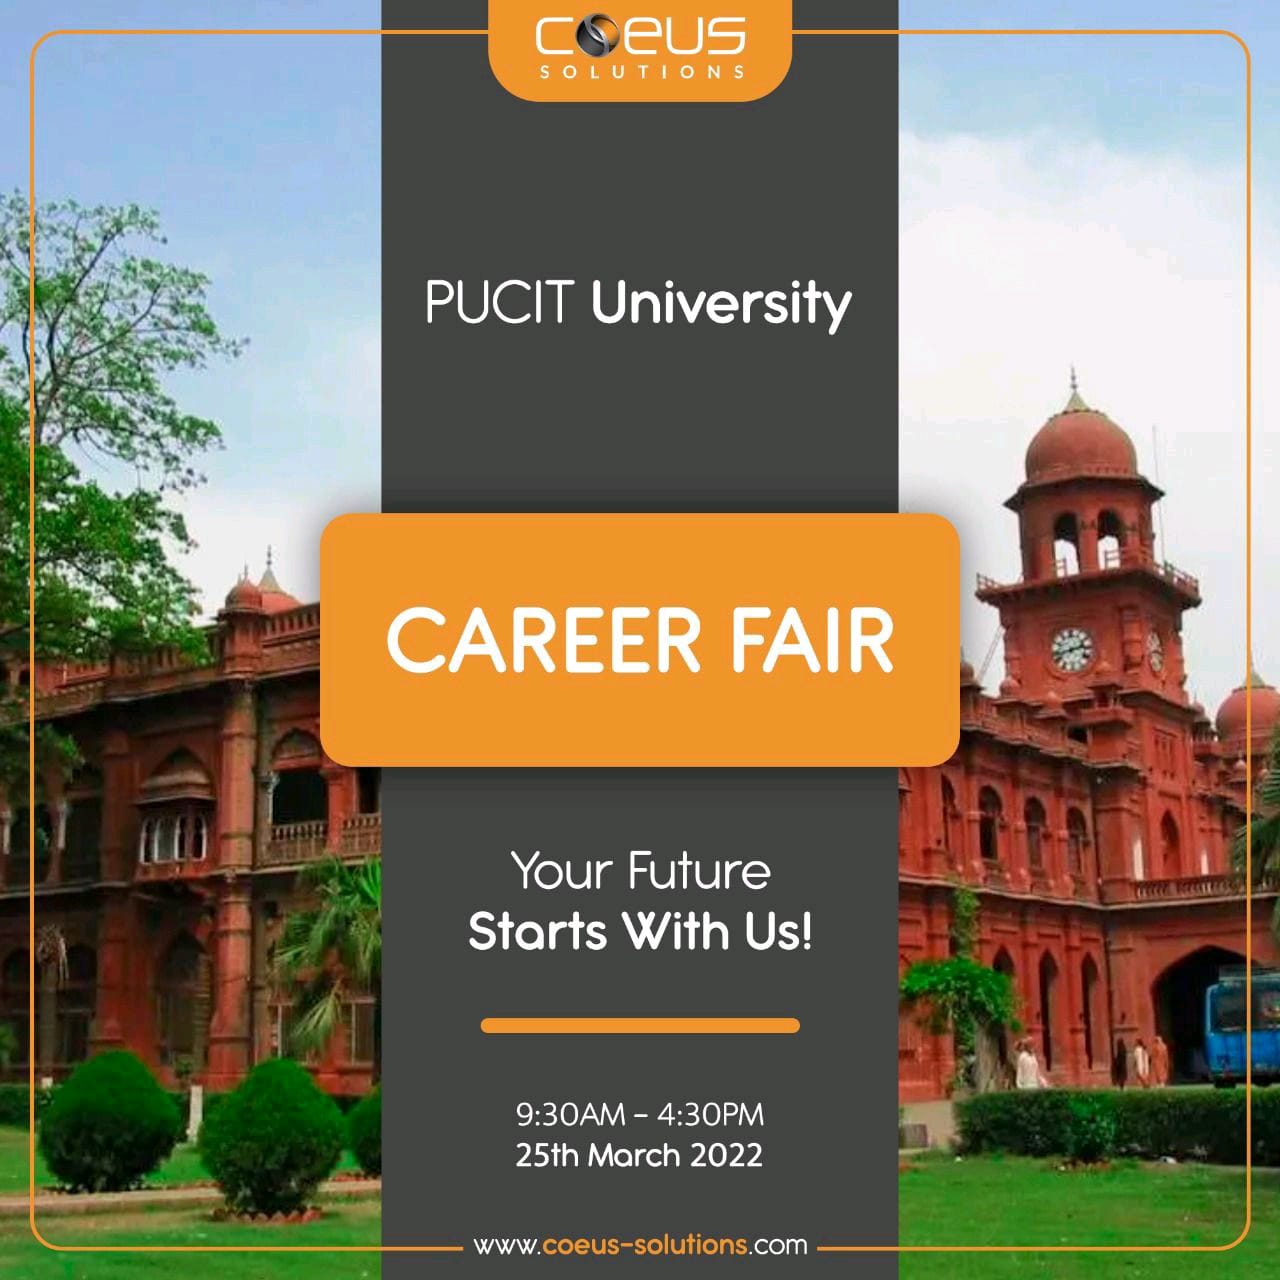 coeus
SOLUTIONS
PUCIT University
CAREER FAIR
Your Future
Starts With Us!
9:30AM – 4:30PM
25th March 2022
www.coeus-solutions.com